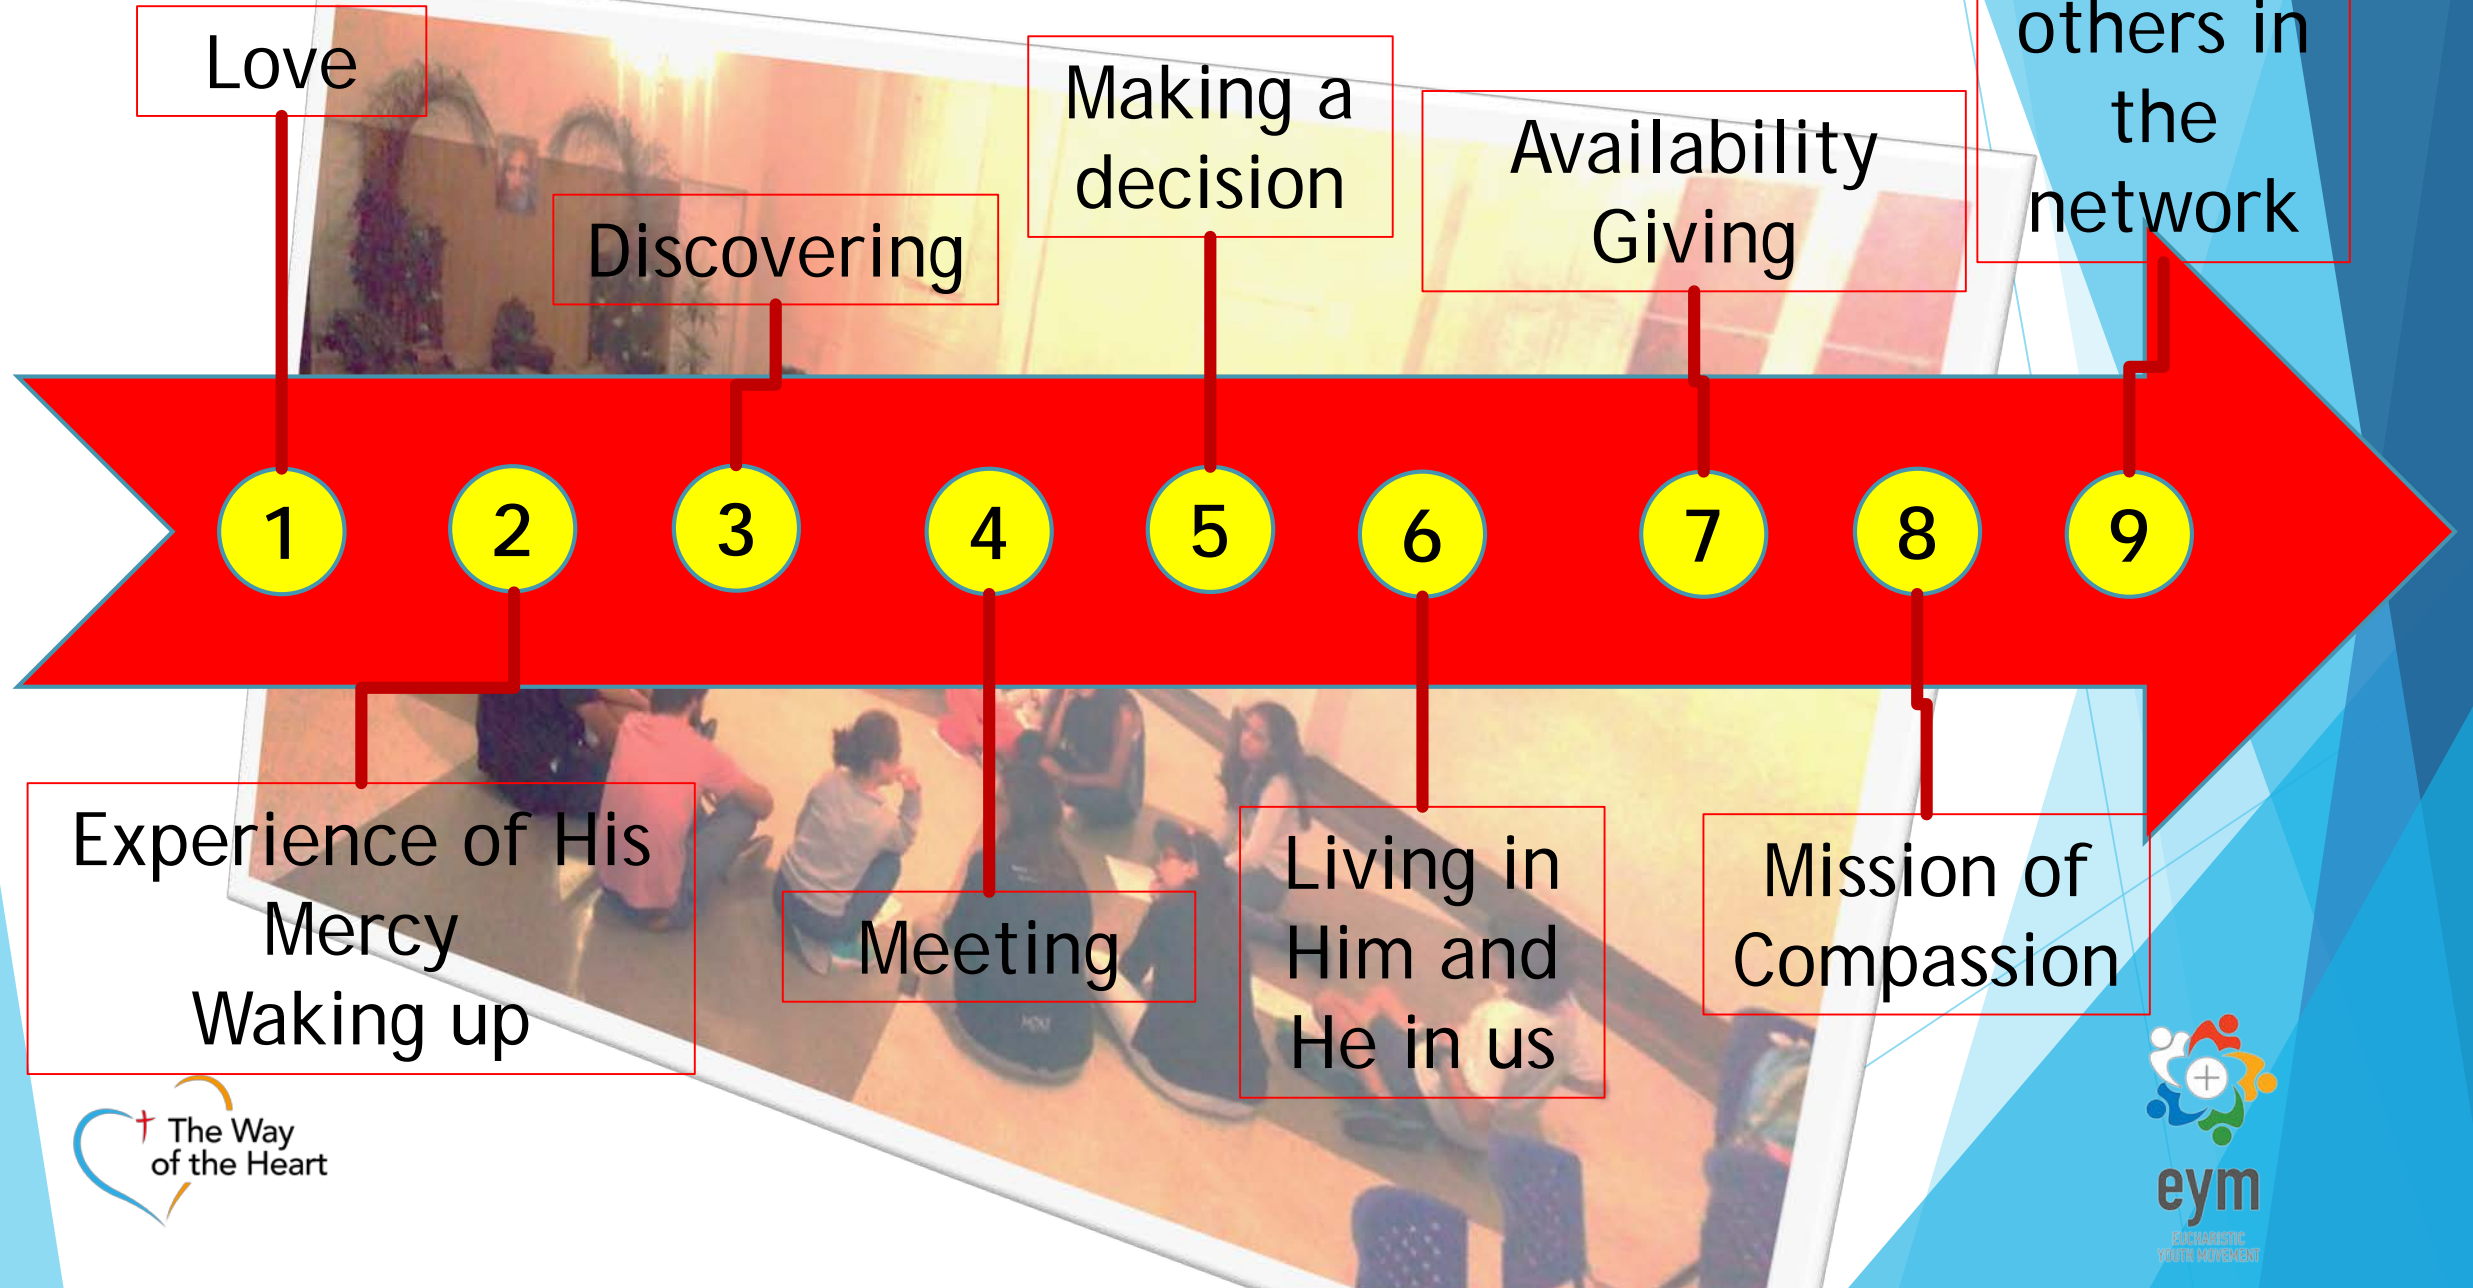 Love
Discovering
Making a
decision
Availability
Giving
others in
the
network
1
2
3
4
5
6
7
8
9
Experience of His
Mercy
Waking up
Meeting
Living in
Him and
He in us
Mission of
Compassion
The Way
of the Heart
eym
EUCHARISTIC
YOUTH MOVEMENT